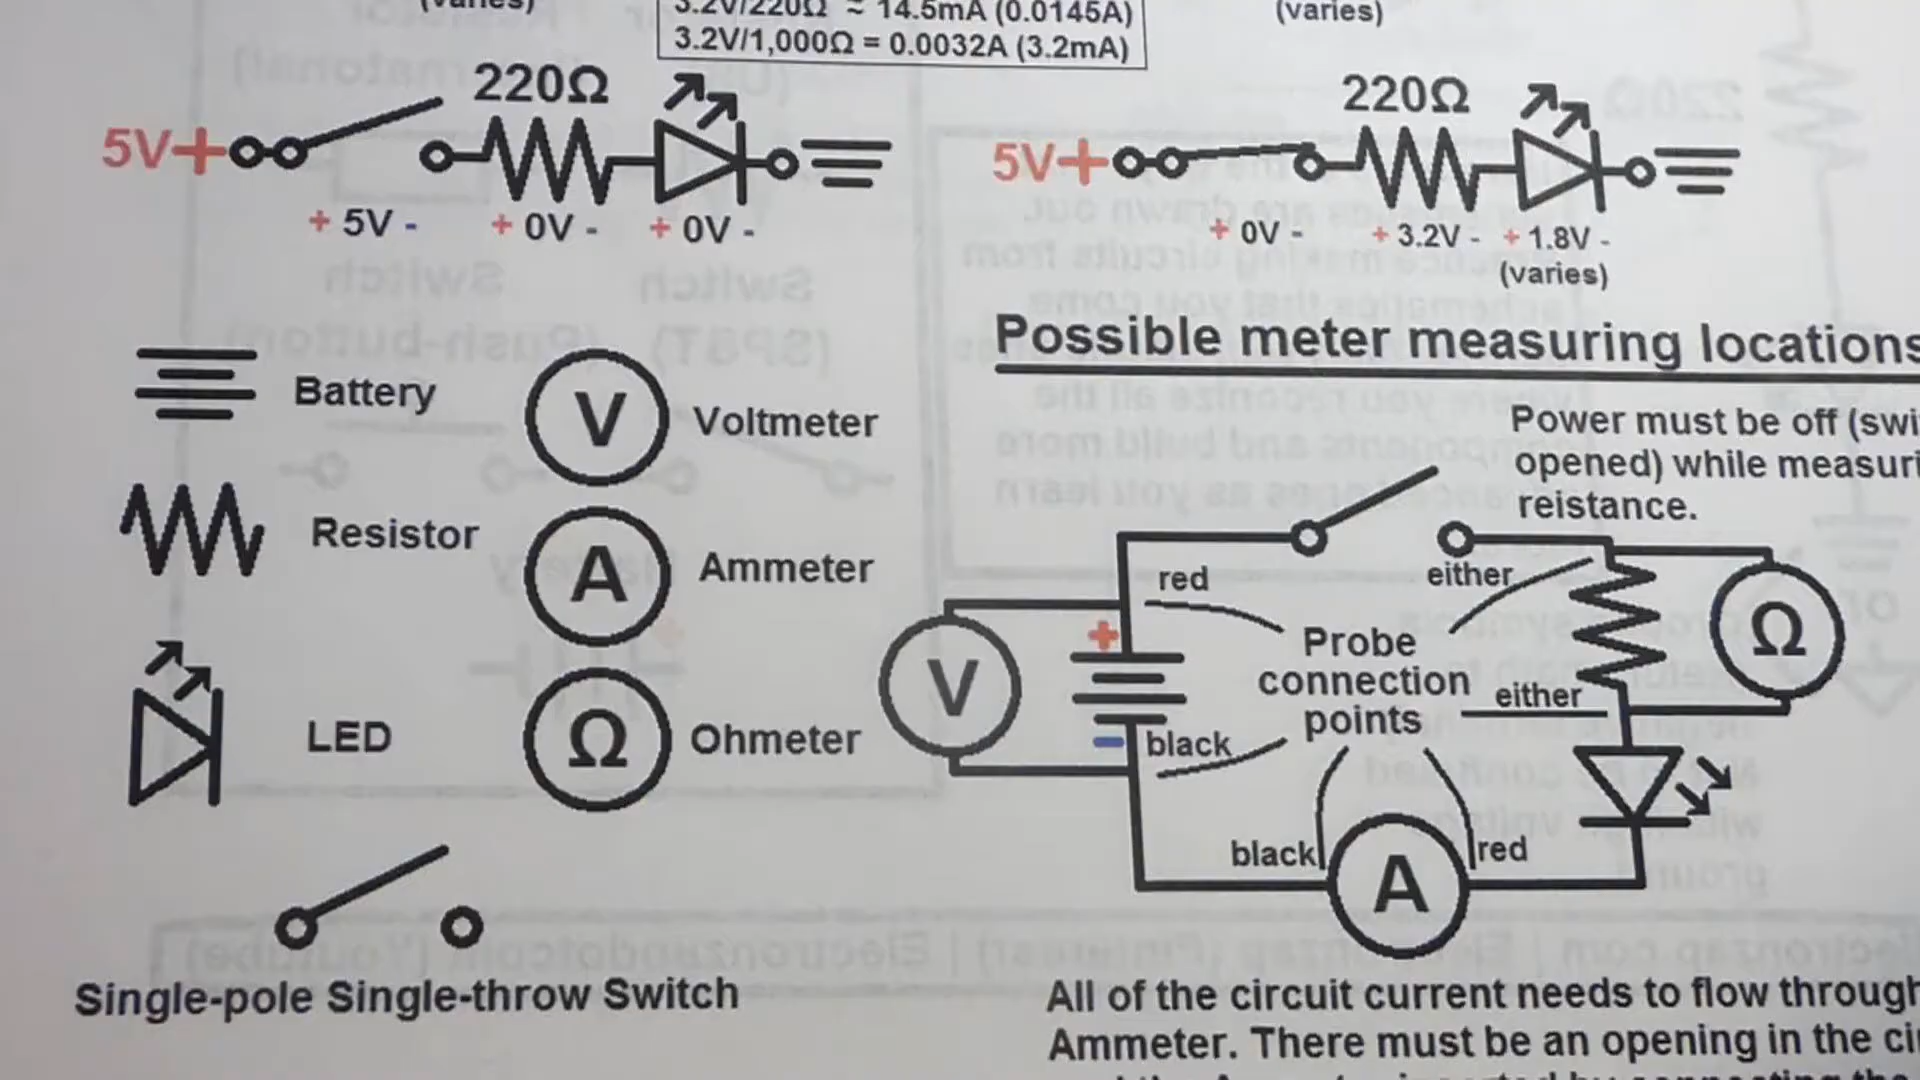 (varies)
3.2V/220Ω ≈ 14.5mA (0.0145A)
3.2V/1,000Ω = 0.0032A (3.2mA)
(varies)
220Ω
5V+
+ 5V -
+ 0V -
+ 0V -
220Ω
5V+
+ 0V -
+ 3.2V -
+ 1.8V -
(varies)
Battery
V
Voltmeter
Resistor
A
Ammeter
LED
Ω
Ohmeter
Single-pole Single-throw Switch
Possible meter measuring locations
Power must be off (swi
opened) while measuri
reistance.
red
either
+
Probe
connection
points
V
Ω
either
-
black
black
A
red
All of the circuit current needs to flow through
Ammeter. There must be an opening in the ci